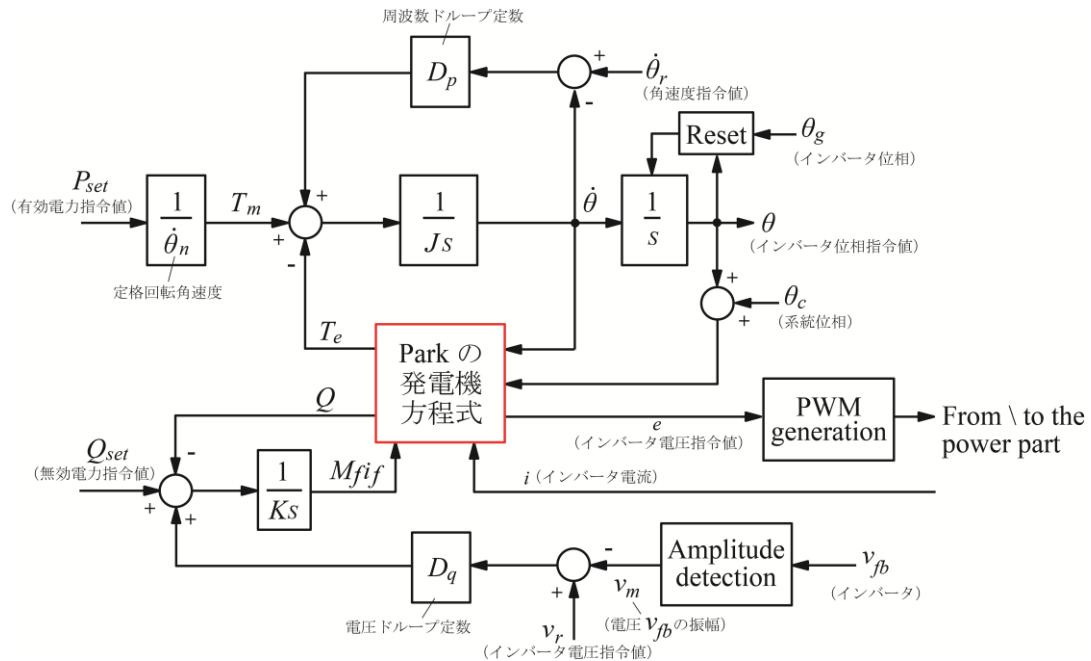 周波数ドループ定数
D_p
+
θ̇_r
(角速度指令値)
-
Reset
θ_g
(インバータ位相)
P_set
(有効電力指令値)
1
θ̇_n
定格回転角速度
T_m
+
+
-
1
Js
θ̇
1
s
θ
(インバータ位相指令値)
+
+
θ_c
(系統位相)
T_e
Park の
発電機
方程式
Q
e
(インバータ電圧指令値)
PWM
generation
From \ to the
power part
Q_set
(無効電力指令値)
-
+
+
1
Ks
M_f i_f
i (インバータ電流)
D_q
電圧ドループ定数
-
+
v_m
(電圧 v_fb の振幅)
v_r
(インバータ電圧指令値)
Amplitude
detection
v_fb
(インバータ)